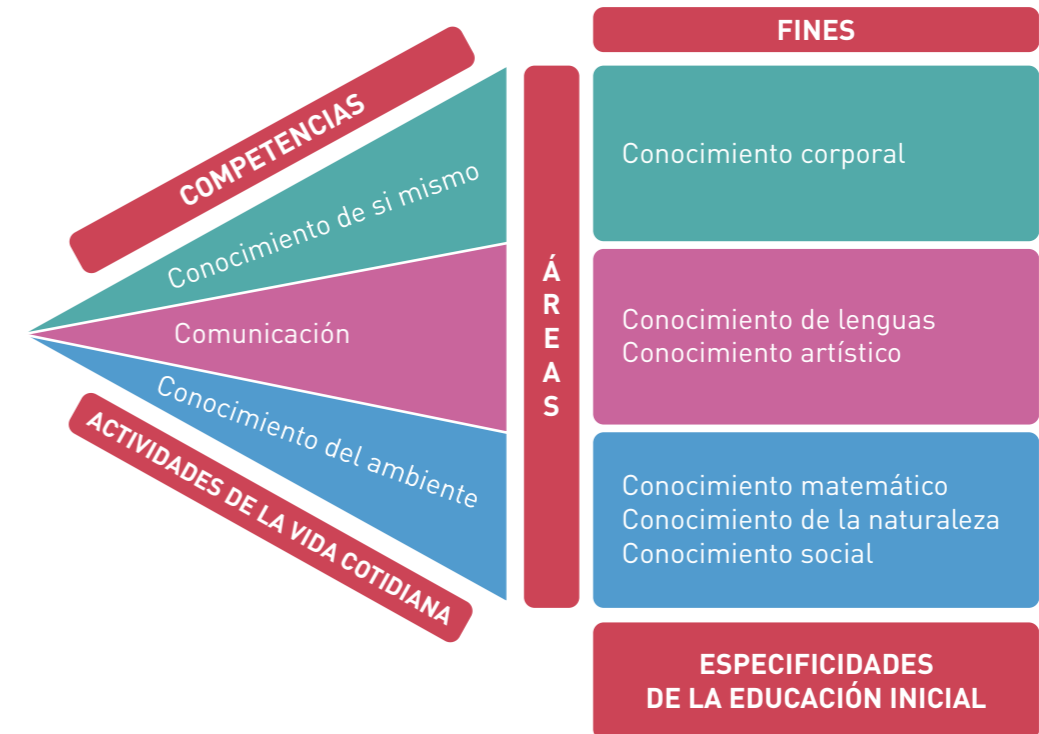 FINES
COMPETENCIAS
Conocimiento de si mismo
Comunicación
Conocimiento del ambiente
ACTIVIDADES DE LA VIDA COTIDIANA
ÁREAS
Conocimiento corporal
Conocimiento de lenguas
Conocimiento artístico
Conocimiento matemático
Conocimiento de la naturaleza
Conocimiento social
ESPECIFICIDADES
DE LA EDUCACIÓN INICIAL